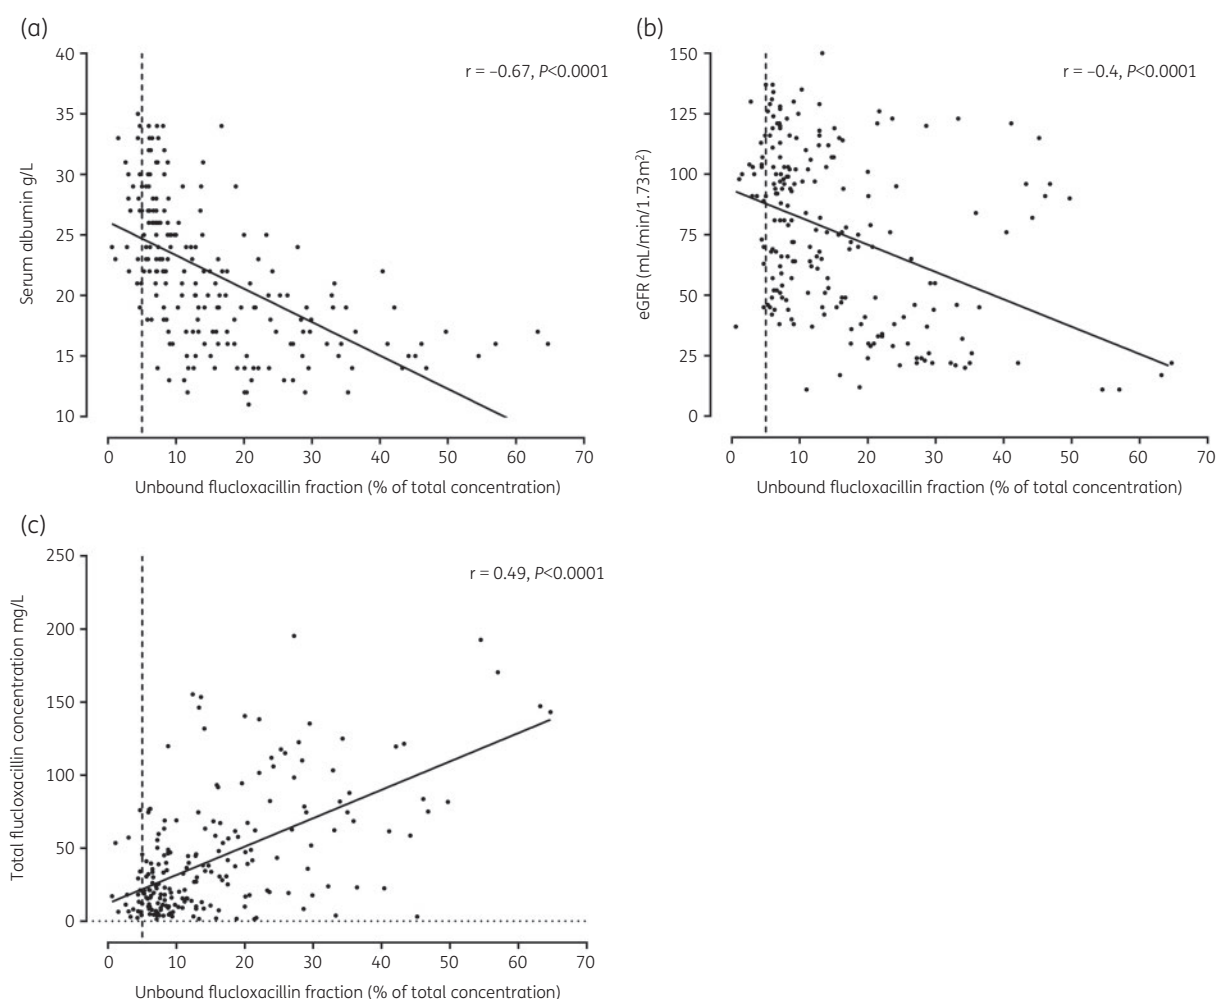 (a)
40
35
30
25
20
15
10
Serum albumin g/L
r = –0.67, P<0.0001
0 10 20 30 40 50 60 70
Unbound flucloxacillin fraction (% of total concentration)
(b)
150
125
100
75
50
25
0
eGFR (mL/min/1.73m²)
r = –0.4, P<0.0001
0 10 20 30 40 50 60 70
Unbound flucloxacillin fraction (% of total concentration)
(c)
250
200
150
100
50
0
Total flucloxacillin concentration mg/L
r = 0.49, P<0.0001
0 10 20 30 40 50 60 70
Unbound flucloxacillin fraction (% of total concentration)